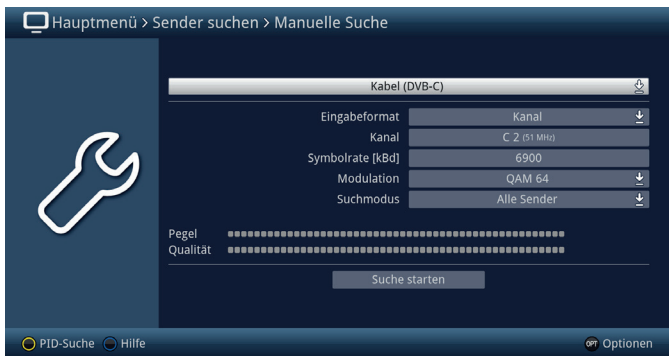 Hauptmenü > Sender suchen > Manuelle Suche
Kabel (DVB-C)
Eingabeformat Kanal
Kanal C 2 (51 MHz)
Symbolrate [kBd] 6900
Modulation QAM 64
Suchmodus Alle Sender
Pegel
Qualität
Suche starten
PID-Suche Hilfe OPT Optionen